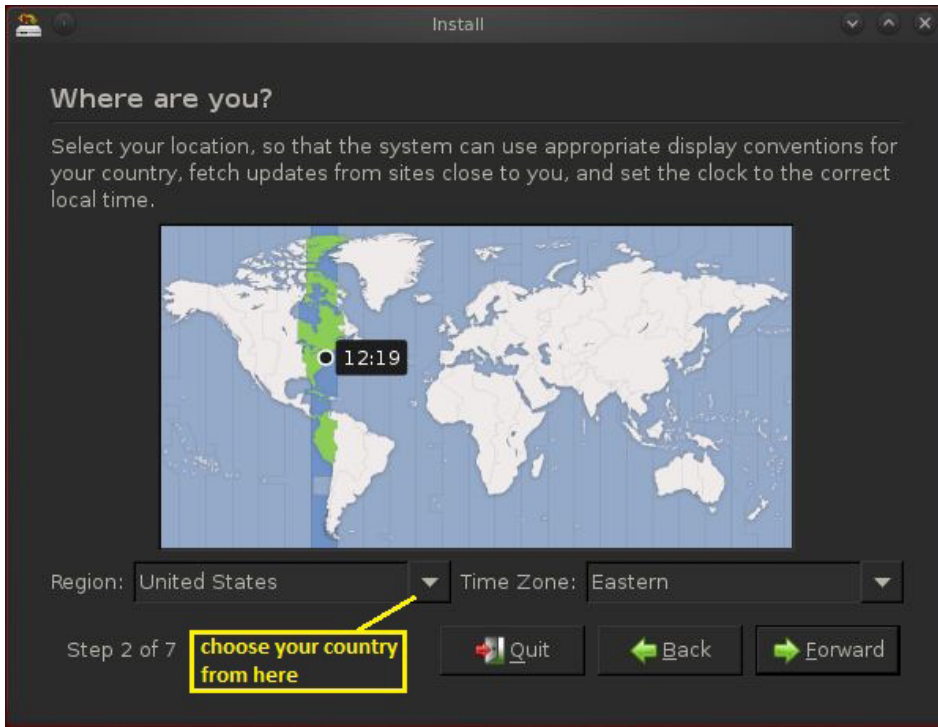 Install
Where are you?
Select your location, so that the system can use appropriate display conventions for
your country, fetch updates from sites close to you, and set the clock to the correct
local time.
12:19
Region: United States Time Zone: Eastern
Step 2 of 7
choose your country
from here
Quit Back Forward